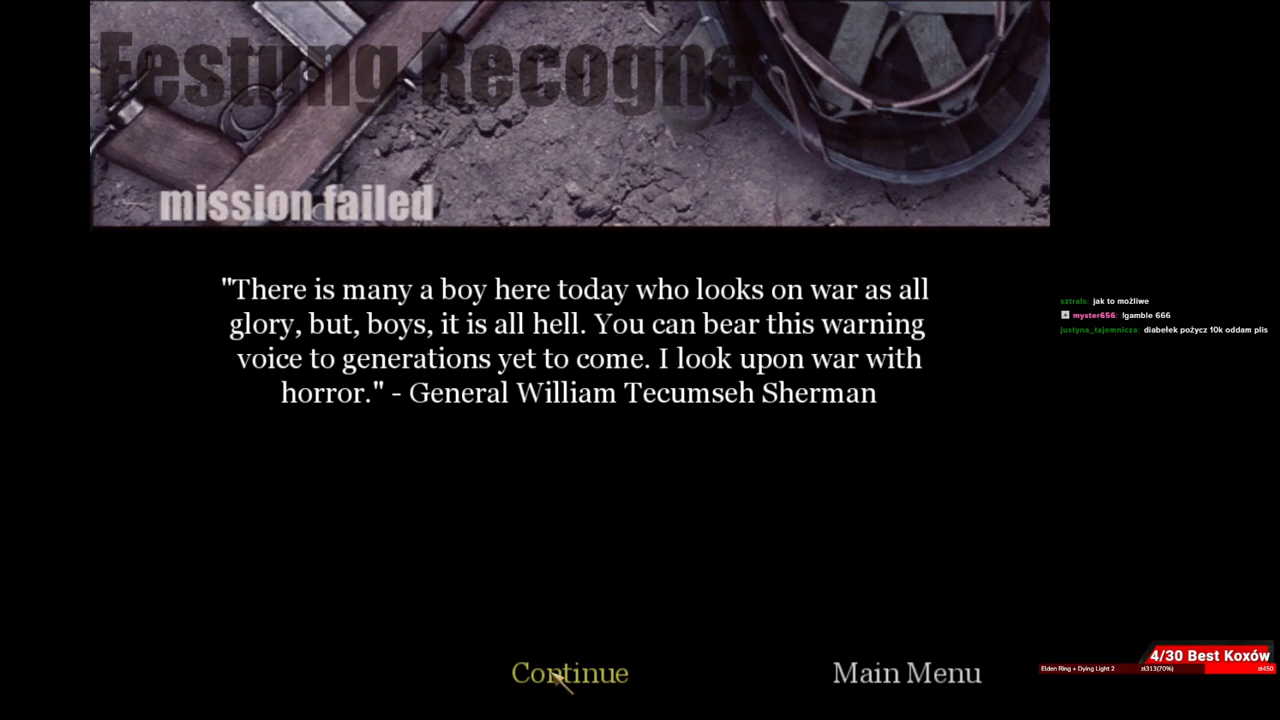 Festung Recogne
mission failed
"There is many a boy here today who looks on war as all
glory, but, boys, it is all hell. You can bear this warning
voice to generations yet to come. I look upon war with
horror." - General William Tecumseh Sherman
sztrals: jak to możliwe
mystor656: !gamble 666
justyna_tajemnicza: diabełek pożycz 10k oddam plis
Continue
Main Menu
4/30 Best Koxów
Elden Ring + Dying Light 2 zł313(70%) zł450